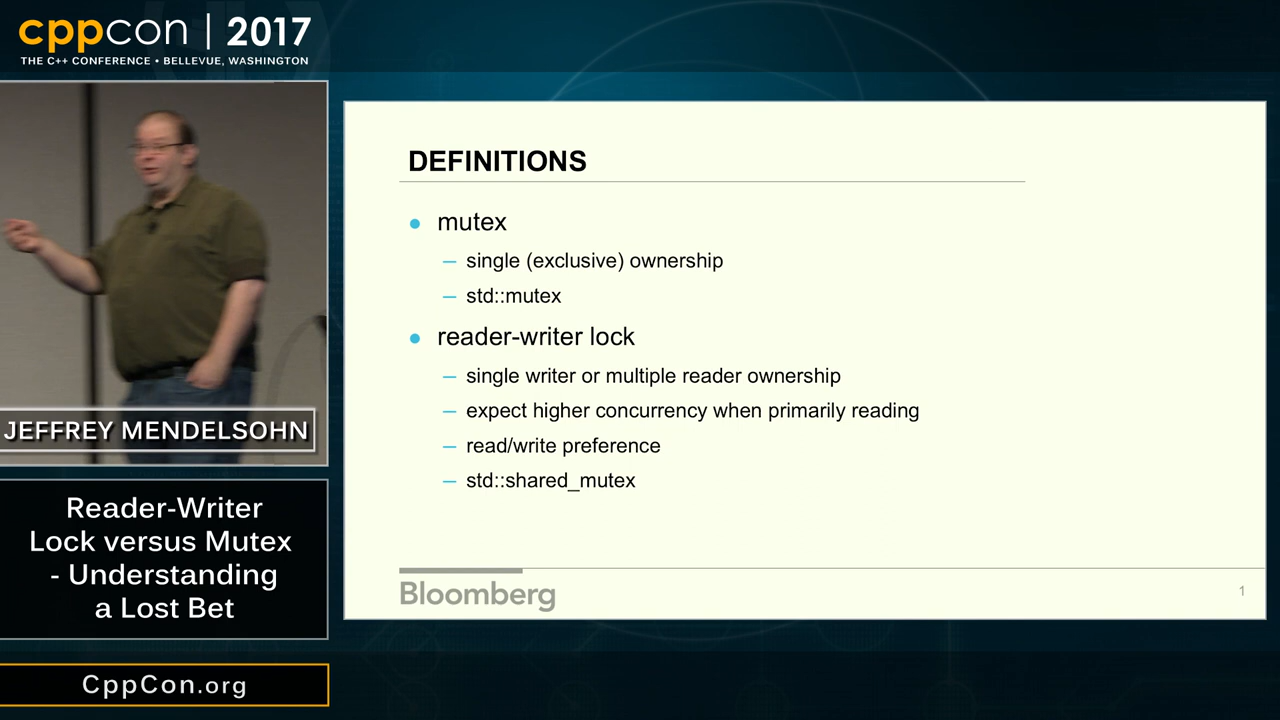 cppcon | 2017
THE C++ CONFERENCE • BELLEVUE, WASHINGTON
JEFFREY MENDELSOHN
Reader-Writer
Lock versus Mutex
- Understanding
a Lost Bet
CppCon.org
DEFINITIONS
● mutex
– single (exclusive) ownership
– std::mutex
● reader-writer lock
– single writer or multiple reader ownership
– expect higher concurrency when primarily reading
– read/write preference
– std::shared_mutex
Bloomberg
1